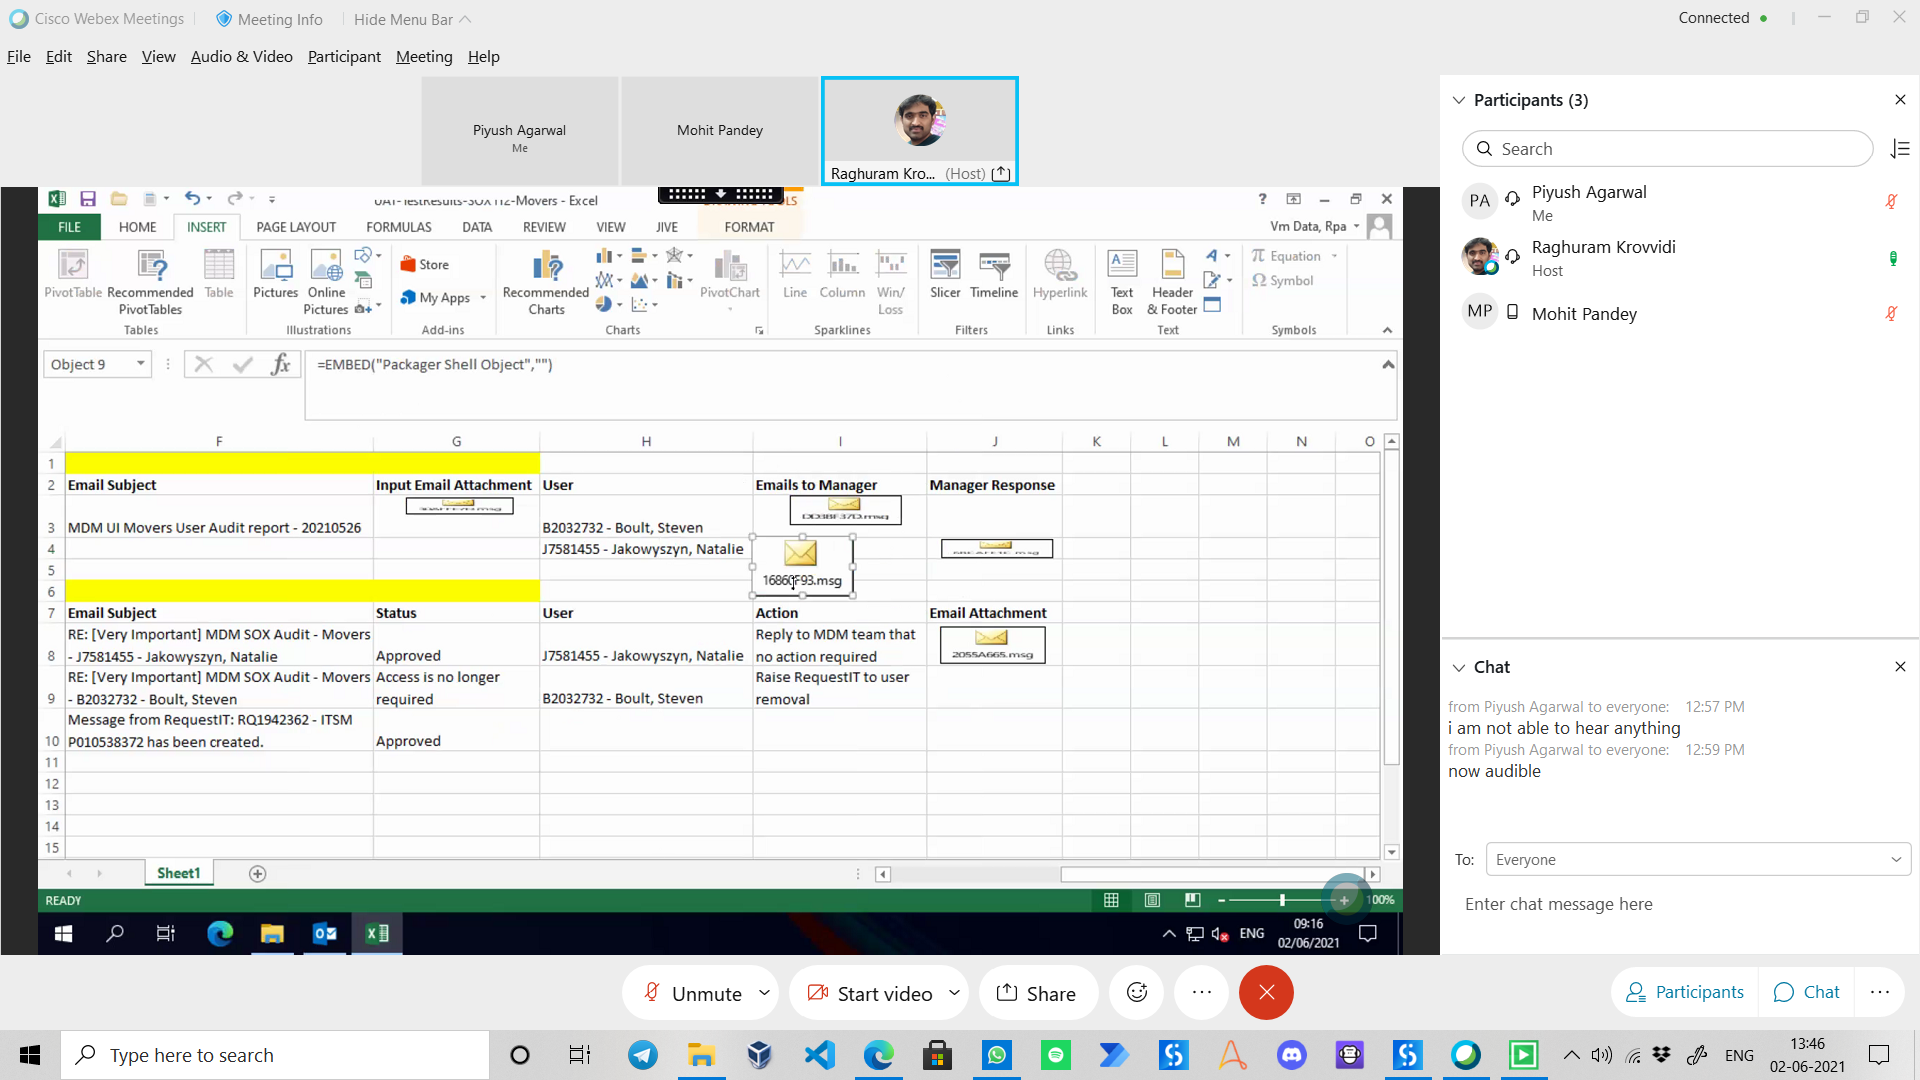 Cisco Webex Meetings
Meeting Info
Hide Menu Bar
Connected
File Edit Share View Audio & Video Participant Meeting Help
Piyush Agarwal
Me
Mohit Pandey
Raghuram Kro... (Host)
UAT-TestResults-SOX112-Movers - Excel
FILE HOME INSERT PAGE LAYOUT FORMULAS DATA REVIEW VIEW JIVE FORMAT
Vm Data, Rpa
PivotTable
Recommended PivotTables
Table
Tables
Pictures
Online Pictures
Illustrations
Store
My Apps
Add-ins
Recommended Charts
PivotChart
Charts
Line
Column
Win/Loss
Sparklines
Slicer
Timeline
Filters
Hyperlink
Links
Text Box
Header & Footer
Text
Equation
Symbol
Symbols
Object 9
fx
=EMBED("Packager Shell Object","")
F G H I J K L M N O
1
2 Email Subject Input Email Attachment User Emails to Manager Manager Response
3 MDM UI Movers User Audit report - 20210526 B2032732 - Boult, Steven DD3BF37D.msg
4 J7581455 - Jakowyszyn, Natalie
5
16860F93.msg
6
7 Email Subject Status User Action Email Attachment
RE: [Very Important] MDM SOX Audit - Movers Reply to MDM team that
8 - J7581455 - Jakowyszyn, Natalie Approved J7581455 - Jakowyszyn, Natalie no action required 2055A665.msg
RE: [Very Important] MDM SOX Audit - Movers Access is no longer Raise RequestIT to user
9 - B2032732 - Boult, Steven required B2032732 - Boult, Steven removal
Message from RequestIT: RQ1942362 - ITSM
10 P010538372 has been created. Approved
11
12
13
14
15
Sheet1
READY
100%
ENG
09:16
02/06/2021
Participants (3)
Search
PA
Piyush Agarwal
Me
Raghuram Krovvidi
Host
MP
Mohit Pandey
Chat
from Piyush Agarwal to everyone: 12:57 PM
i am not able to hear anything
from Piyush Agarwal to everyone: 12:59 PM
now audible
To:
Everyone
Enter chat message here
Unmute
Start video
Share
Participants
Chat
Type here to search
ENG
13:46
02-06-2021